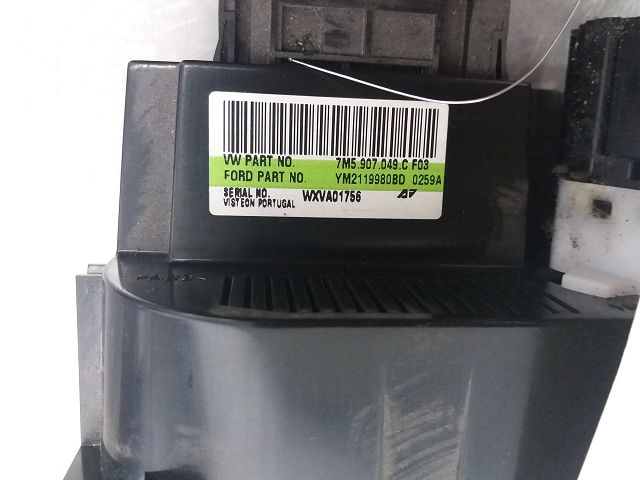 VW PART NO. 7M5.907.049.C F03
FORD PART NO. YM2119980BD 0259A
SERIAL NO. WXVA01756
VISTEON PORTUGAL